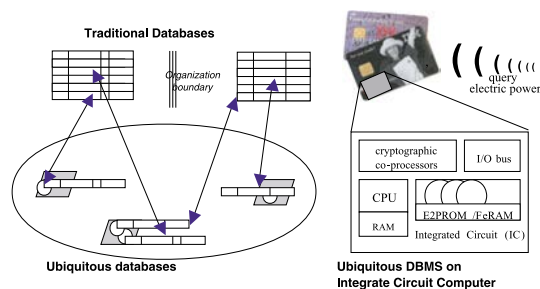 Traditional Databases
Organization
boundary
Ubiquitous databases
query
electric power
cryptographic
co-processors
I/O bus
CPU
RAM
E2PROM /FeRAM
Integrated Circuit (IC)
Ubiquitous DBMS on
Integrate Circuit Computer